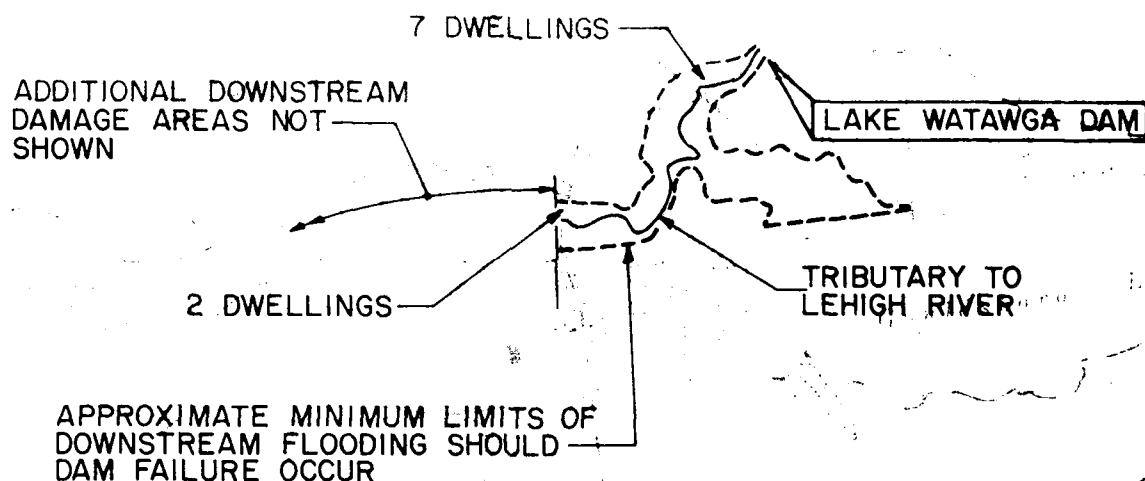 7 DWELLINGS
ADDITIONAL DOWNSTREAM
DAMAGE AREAS NOT
SHOWN
LAKE WATAWGA DAM
2 DWELLINGS
TRIBUTARY TO
LEHIGH RIVER
APPROXIMATE MINIMUM LIMITS OF
DOWNSTREAM FLOODING SHOULD
DAM FAILURE OCCUR